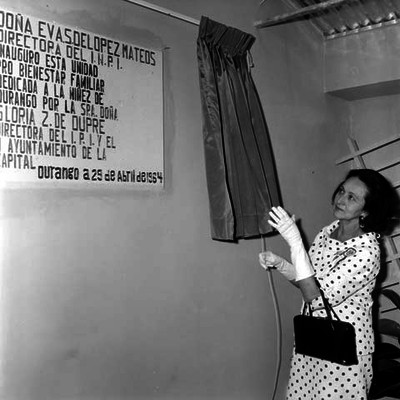 DOÑA EVA S DE LOPEZ MATEOS
DIRECTORA DEL I.N.P.I.
INAUGURO ESTA UNIDAD
PRO BIENESTAR FAMILIAR
DEDICADA A LA NIÑEZ DE
DURANGO POR LA SRA. DOÑA
GLORIA Z. DE DUPRE
DIRECTORA DEL I.P.I. Y EL
AYUNTAMIENTO DE LA
CAPITAL
DURANGO A 29 DE Abril DE 1964